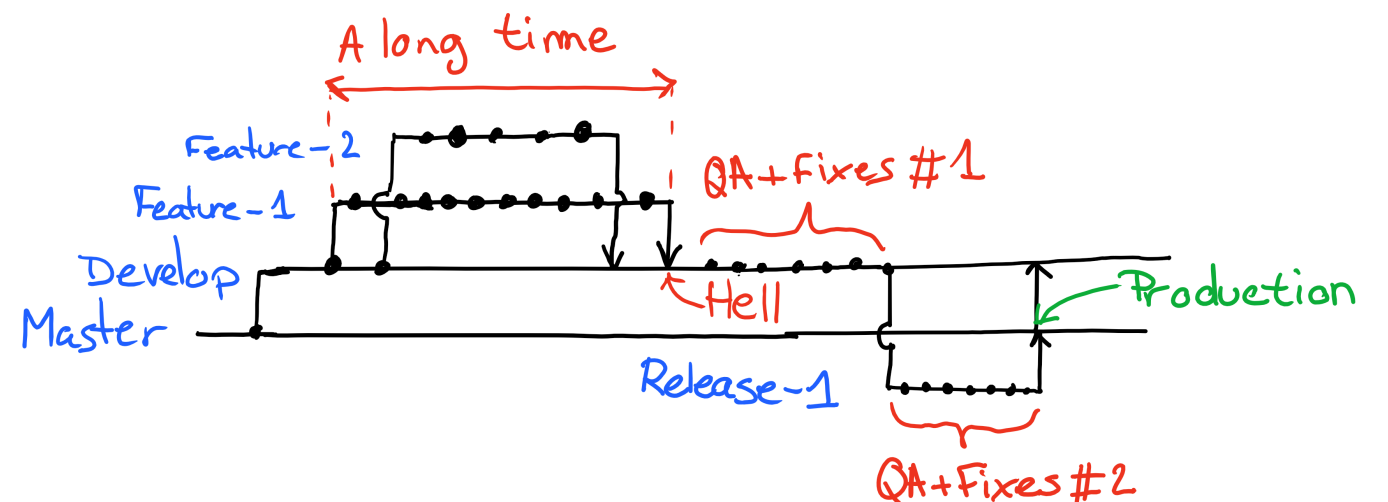 A long time
Feature-2
Feature-1
QA+Fixes #1
Develop
Hell
Production
Master
Release-1
QA+Fixes #2